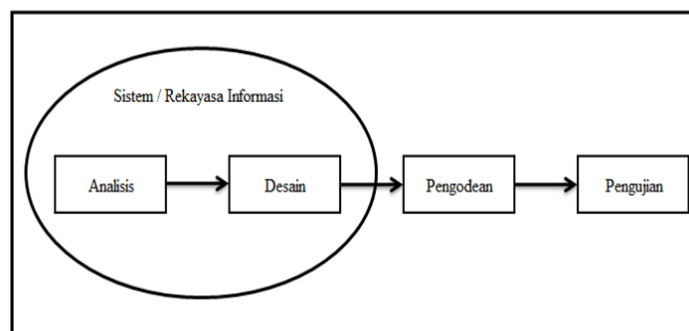 Sistem / Rekayasa Informasi
Analisis
Desain
Pengodean
Pengujian